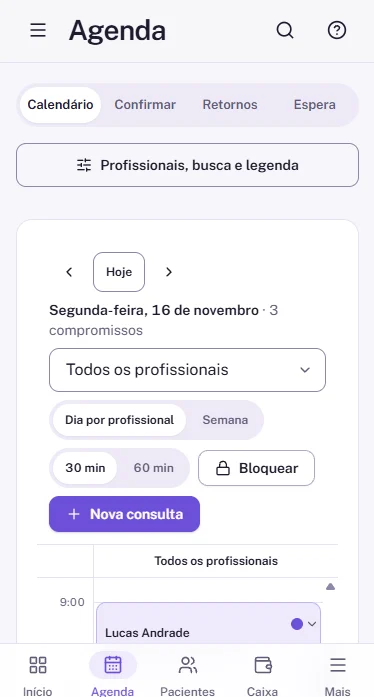 Agenda
Calendário Confirmar Retornos Espera
Profissionais, busca e legenda
Hoje
Segunda-feira, 16 de novembro · 3
compromissos
Todos os profissionais
Dia por profissional Semana
30 min 60 min Bloquear
Nova consulta
Todos os profissionais
9:00
Lucas Andrade
Início Agenda Pacientes Caixa Mais